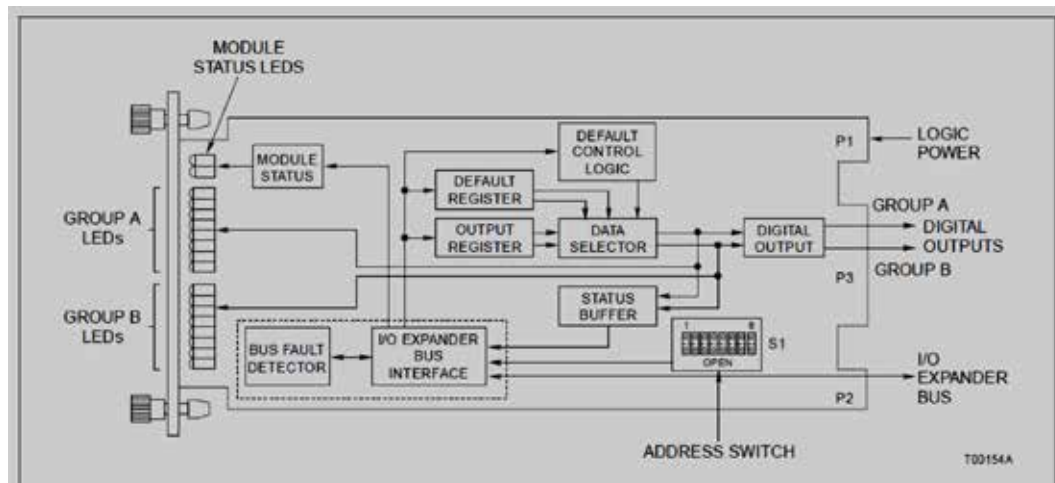 MODULE
STATUS LEDS
MODULE
STATUS
DEFAULT
CONTROL
LOGIC
P1
LOGIC
POWER
DEFAULT
REGISTER
GROUP A
LEDs
OUTPUT
REGISTER
DATA
SELECTOR
DIGITAL
OUTPUT
GROUP A
DIGITAL
OUTPUTS
GROUP B
P3
GROUP B
LEDs
STATUS
BUFFER
1 8
OPEN
S1
BUS FAULT
DETECTOR
I/O EXPANDER
BUS
INTERFACE
I/O
EXPANDER
BUS
P2
ADDRESS SWITCH
T00154A